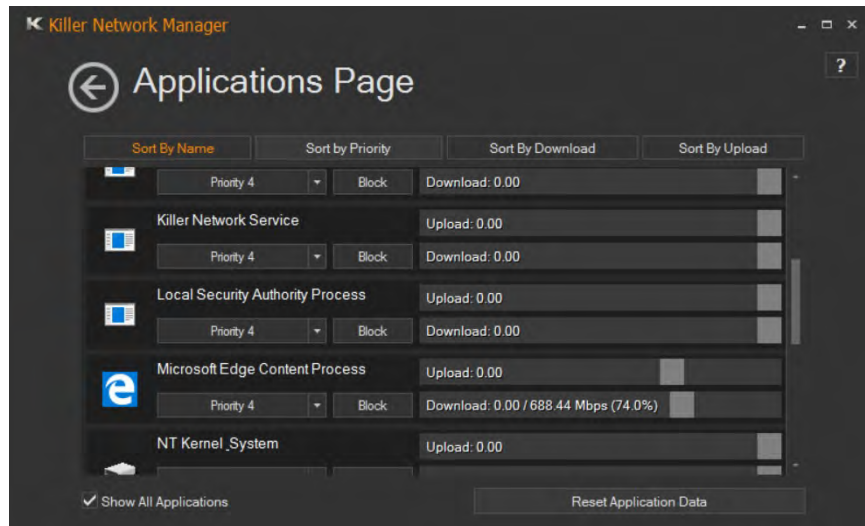 Killer Network Manager
?
Applications Page
Sort By Name Sort by Priority Sort By Download Sort By Upload
Priority 4 Block Download: 0.00
Killer Network Service Upload: 0.00
Priority 4 Block Download: 0.00
Local Security Authority Process Upload: 0.00
Priority 4 Block Download: 0.00
Microsoft Edge Content Process Upload: 0.00
Priority 4 Block Download: 0.00 / 688.44 Mbps (74.0%)
NT Kernel _System Upload: 0.00
Show All Applications Reset Application Data